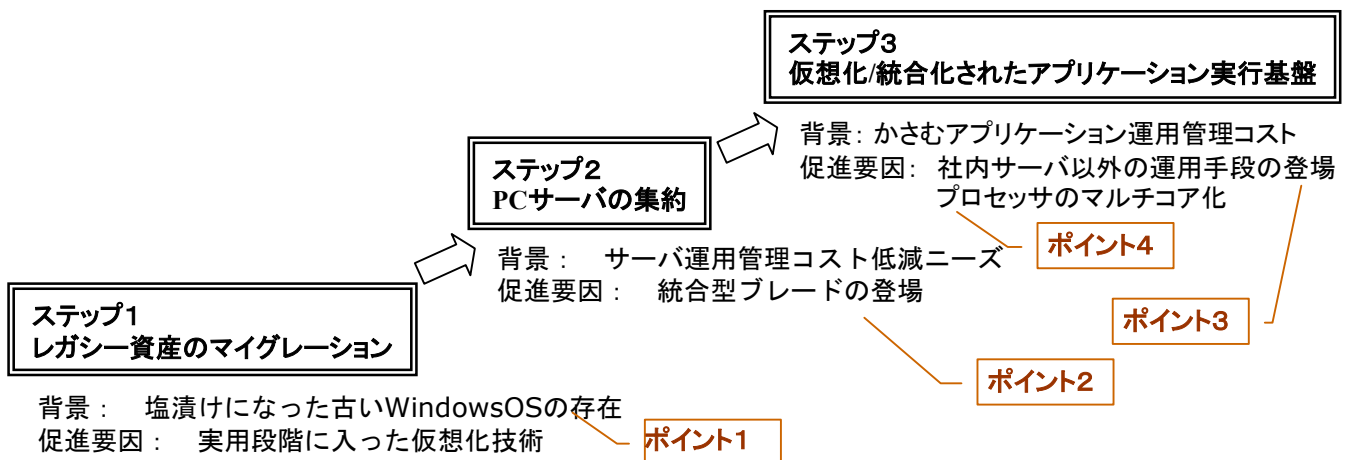 ステップ3
仮想化/統合化されたアプリケーション実行基盤
背景: かさむアプリケーション運用管理コスト
促進要因: 社内サーバ以外の運用手段の登場
プロセッサのマルチコア化
ステップ2
PCサーバの集約
ポイント4
背景: サーバ運用管理コスト低減ニーズ
促進要因: 統合型ブレードの登場
ポイント3
ステップ1
レガシー資産のマイグレーション
ポイント2
背景: 塩漬けになった古いWindowsOSの存在
促進要因: 実用段階に入った仮想化技術
ポイント1